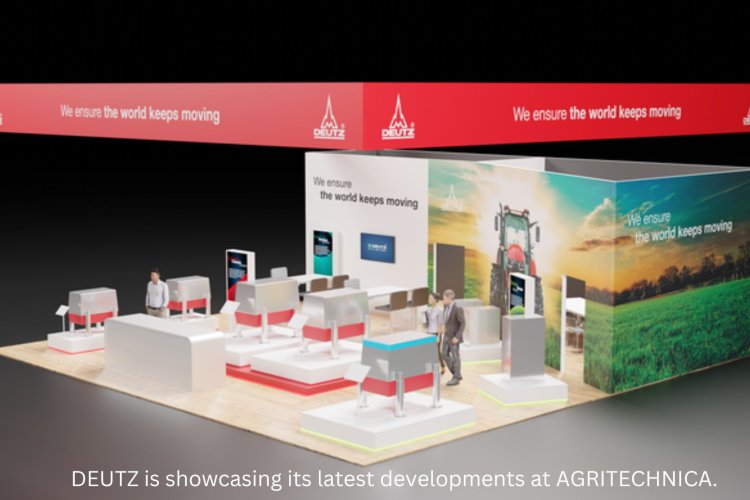 We ensure the world keeps moving
DEUTZ
DEUTZ
We ensure the world keeps moving
We ensure
the world keeps moving
DEUTZ
We ensure
the world keeps moving
DEUTZ is showcasing its latest developments at AGRITECHNICA.